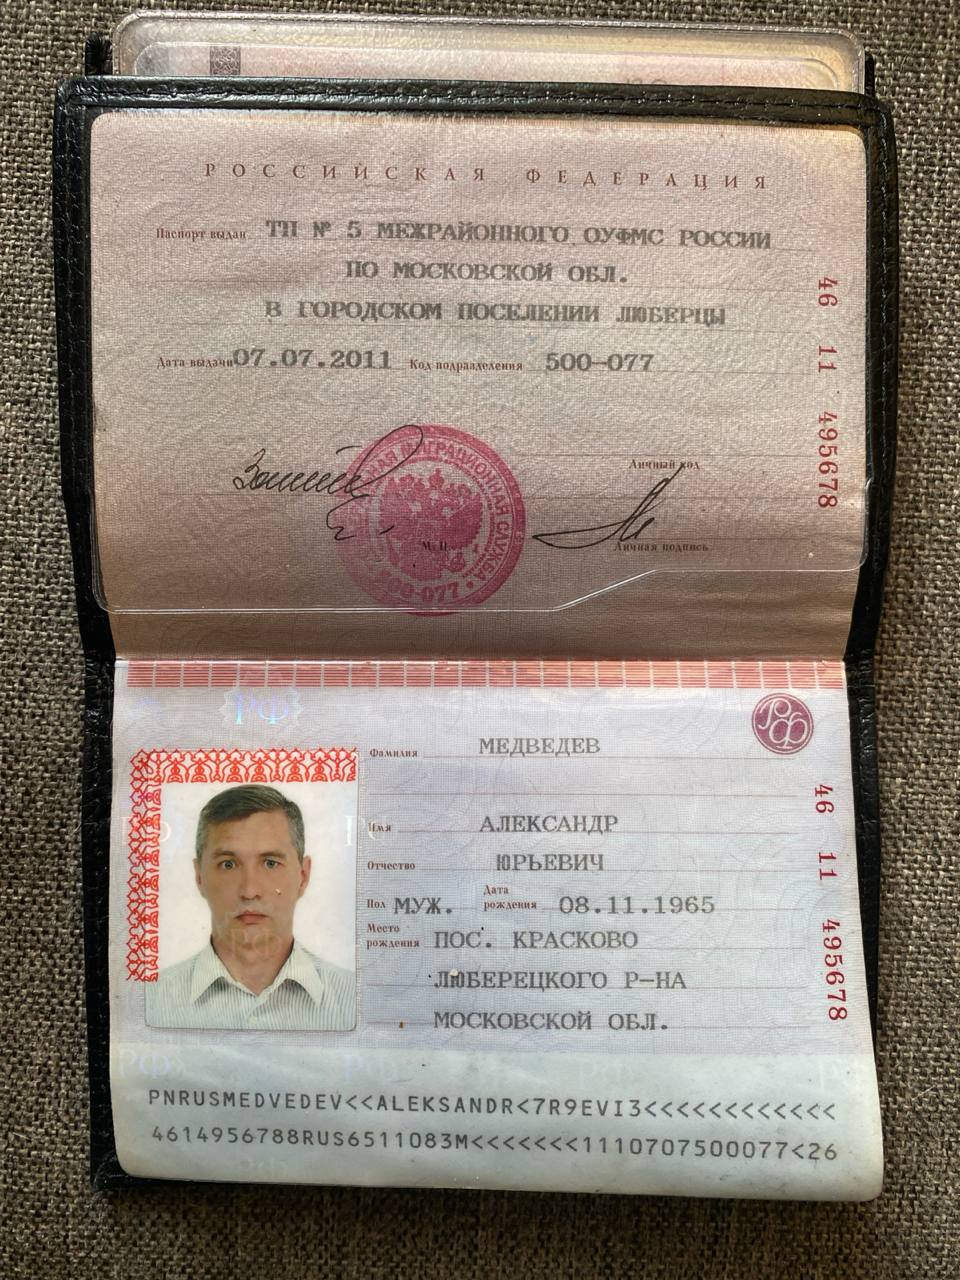 РОССИЙСКАЯ ФЕДЕРАЦИЯ
Паспорт выдан ТП № 5 МЕЖРАЙОННОГО ОУФМС РОССИИ
ПО МОСКОВСКОЙ ОБЛ.
В ГОРОДСКОМ ПОСЕЛЕНИИ ЛЮБЕРЦЫ
Дата выдачи 07.07.2011 Код подразделения 500-077
46 11 495678
Личный код
М.П.
Личная подпись
МИГРАЦИОННАЯ СЛУЖБА
500-077
РФ
Фамилия МЕДВЕДЕВ
Имя АЛЕКСАНДР
Отчество ЮРЬЕВИЧ
Пол МУЖ. Дата рождения 08.11.1965
Место рождения ПОС. КРАСКОВО
ЛЮБЕРЕЦКОГО Р-НА
МОСКОВСКОЙ ОБЛ.
46 11 495678
PNRUSMEDVEDEV<<ALEKSANDR<7R9EVI3<<<<<<<<<<<<
4614956788RUS6511083M<<<<<<<1110707500077<26